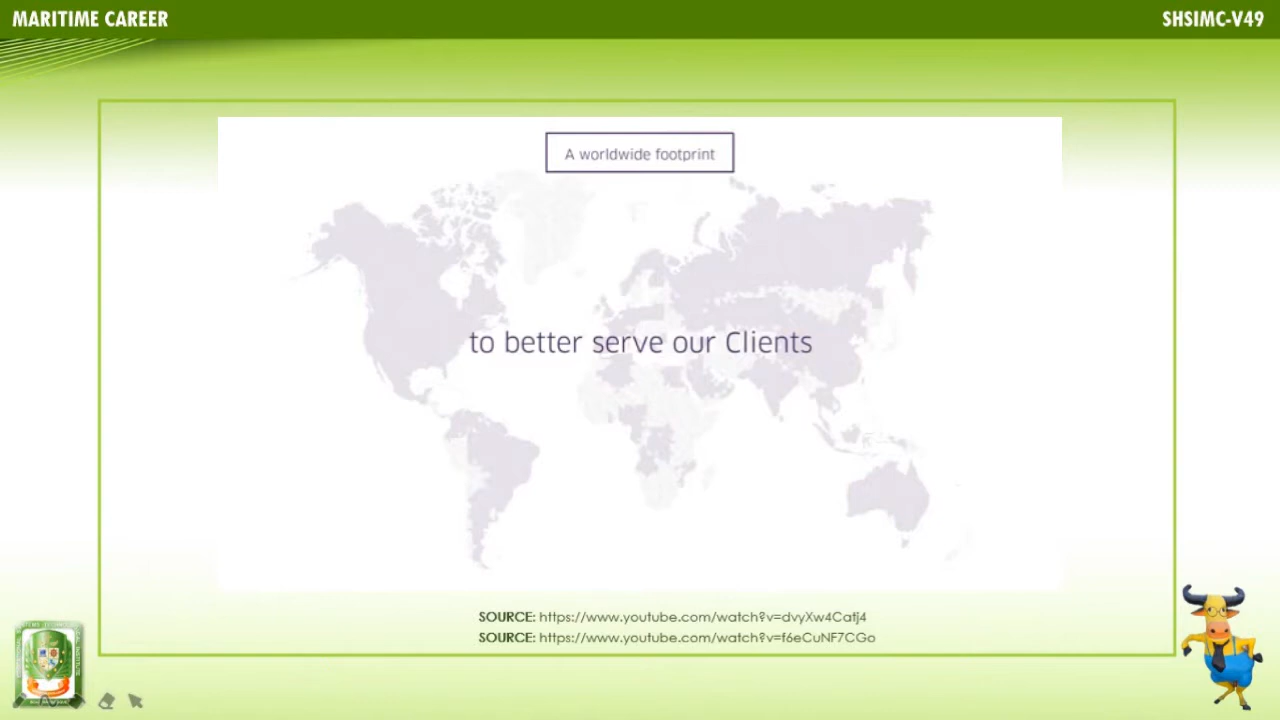 MARITIME CAREER
SHSIMC-V49
A worldwide footprint
to better serve our Clients
SOURCE: https://www.youtube.com/watch?v=dvyXw4Catj4
SOURCE: https://www.youtube.com/watch?v=f6eCuNF7CGo